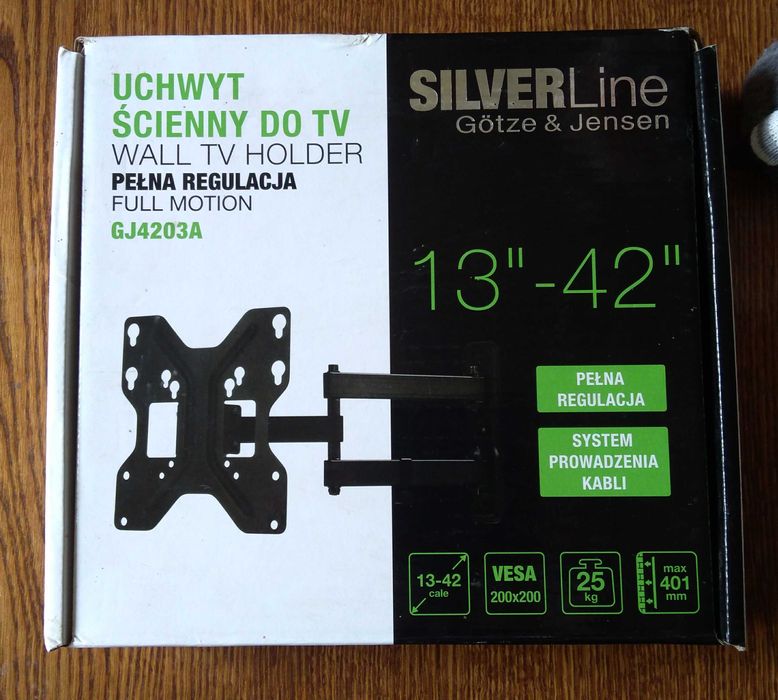 UCHWYT
ŚCIENNY DO TV
WALL TV HOLDER
PEŁNA REGULACJA
FULL MOTION
GJ4203A
SILVERLine
Götze & Jensen
13"-42"
PEŁNA
REGULACJA
SYSTEM
PROWADZENIA
KABLI
13-42
cale
VESA
200x200
25
kg
max
401
mm